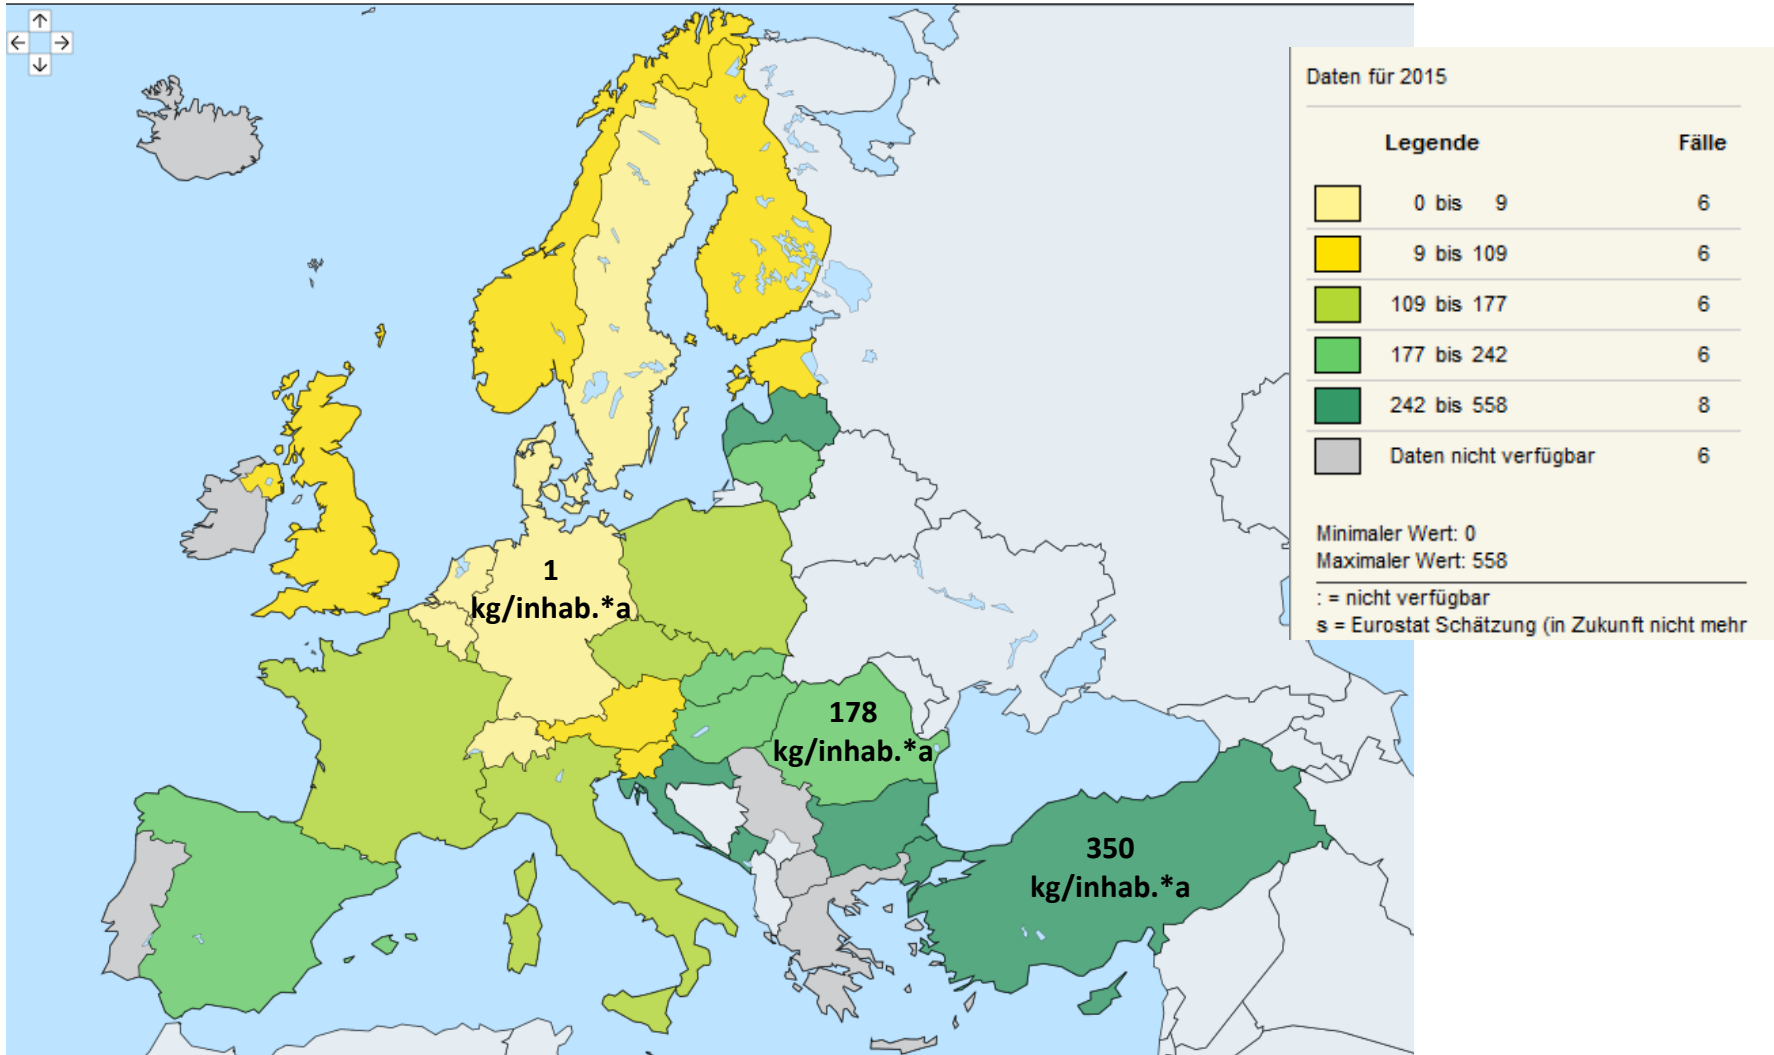 Daten für 2015
Legende Fälle
0 bis 9 6
9 bis 109 6
109 bis 177 6
177 bis 242 6
242 bis 558 8
Daten nicht verfügbar 6
Minimaler Wert: 0
Maximaler Wert: 558
: = nicht verfügbar
s = Eurostat Schätzung (in Zukunft nicht mehr
1
kg/inhab.*a
178
kg/inhab.*a
350
kg/inhab.*a